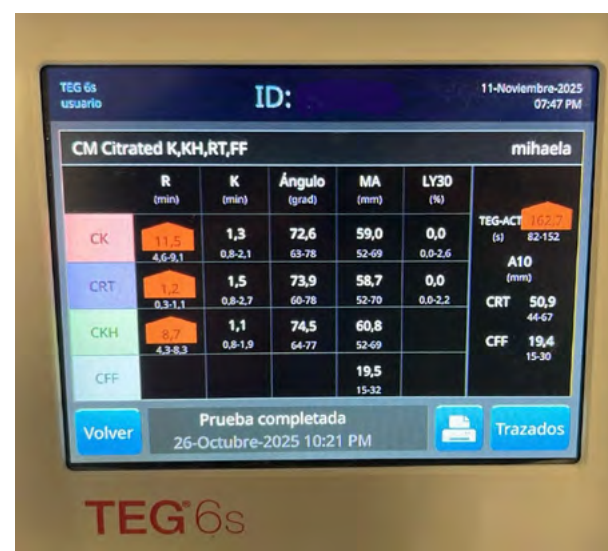 TEG 6s
usuario
ID:
11-Noviembre-2025
07:47 PM
CM Citrated K,KH,RT,FF
mihaela
R K Ángulo MA LY30
(min) (min) (grad) (mm) (%)
CK 11,5 1,3 72,6 59,0 0,0
4,6-9,1 0,8-2,1 63-78 52-69 0,0-2,6
CRT 1,2 1,5 73,9 58,7 0,0
0,3-1,1 0,8-2,7 60-78 52-70 0,0-2,2
CKH 8,7 1,1 74,5 60,8
4,3-8,3 0,8-1,9 64-77 52-69
CFF 19,5
15-32
TEG-ACT 162,7
(s) 82-152
A10
(mm)
CRT 50,9
44-67
CFF 19,4
15-30
Volver
Prueba completada
26-Octubre-2025 10:21 PM
Trazados
TEG®6s